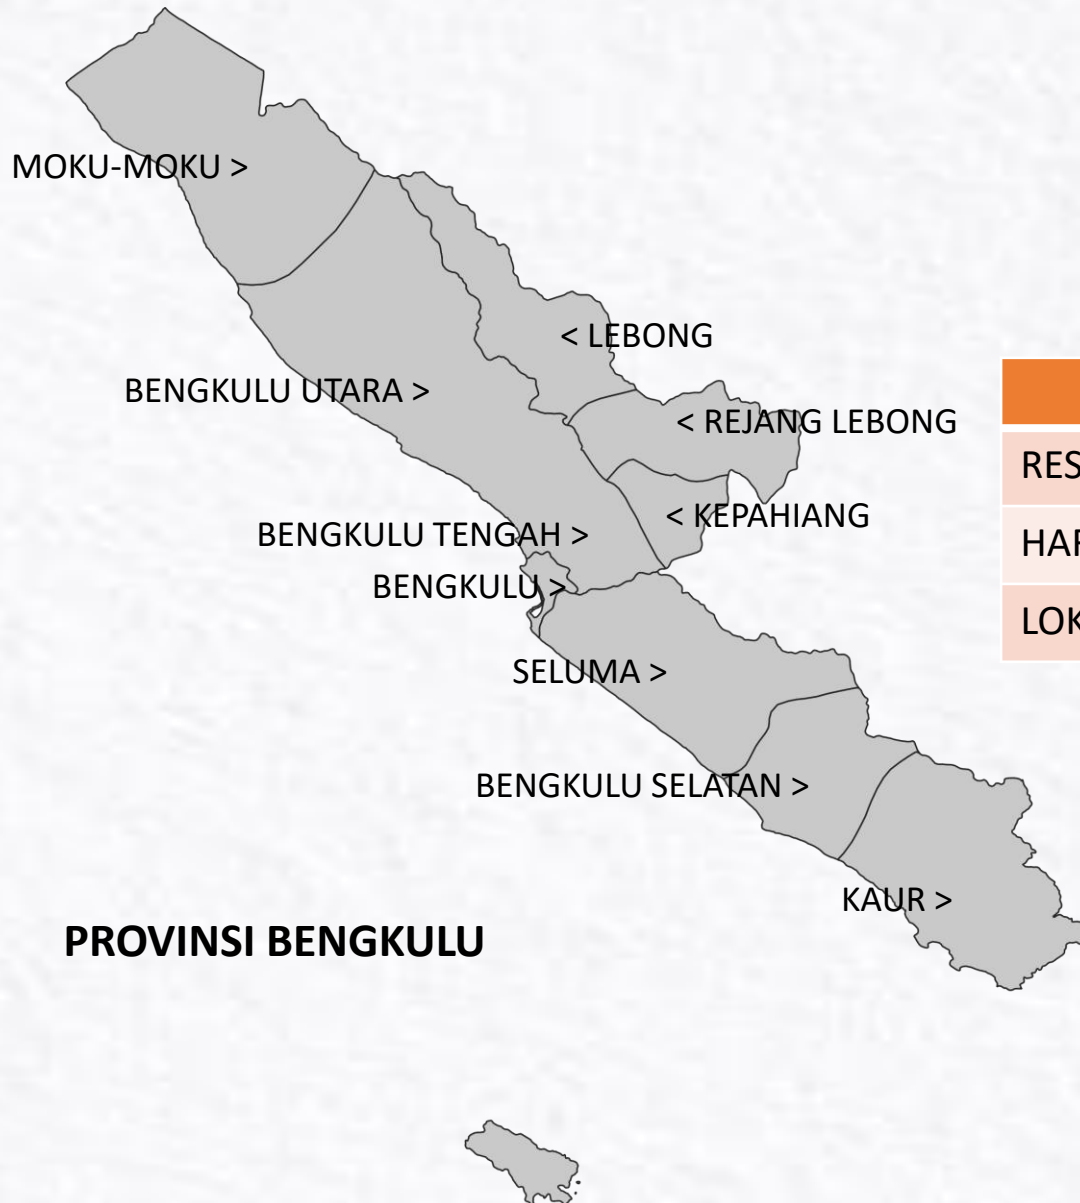 MOKU-MOKU >
< LEBONG
BENGKULU UTARA >
< REJANG LEBONG
< KEPAHIANG
BENGKULU TENGAH >
BENGKULU >
SELUMA >
BENGKULU SELATAN >
KAUR >
PROVINSI BENGKULU